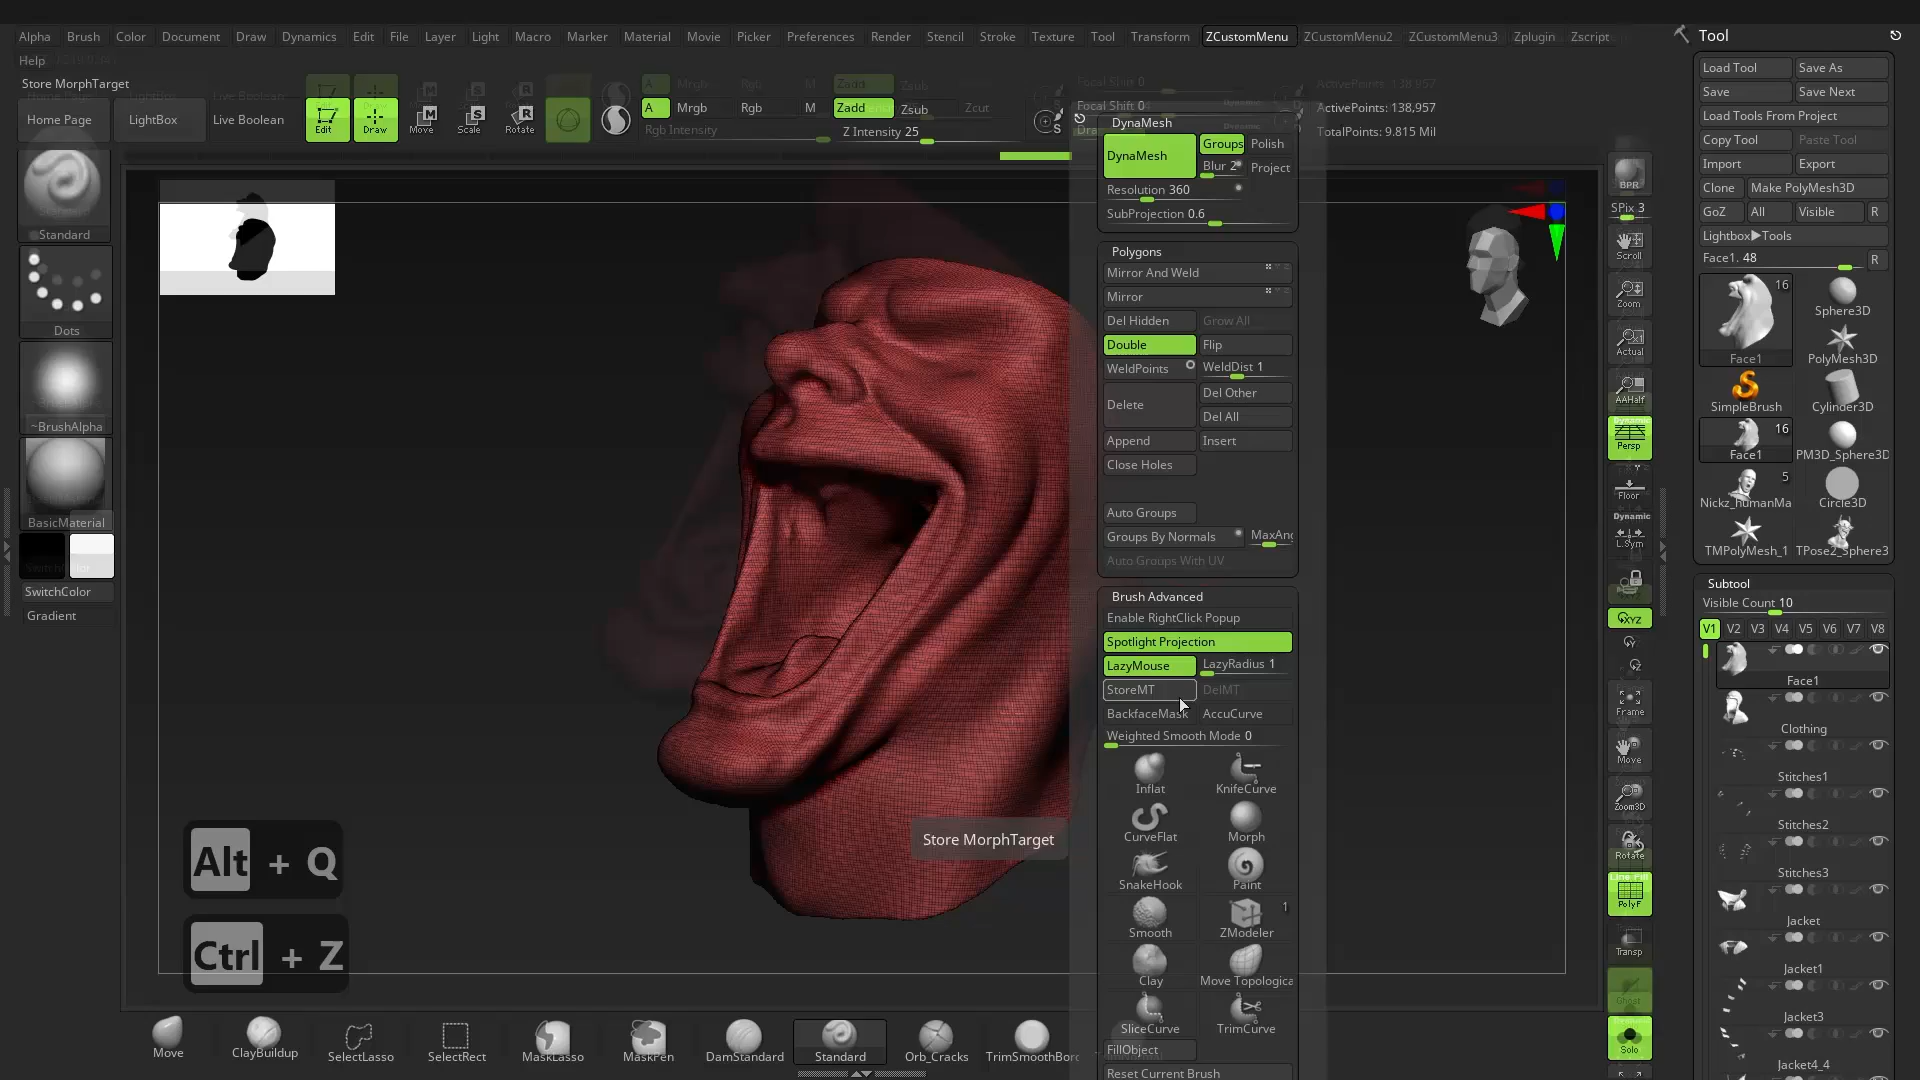 Alpha Brush Color Document Draw Dynamics Edit File Layer Light Macro Marker Material Movie Picker Preferences Render Stencil Stroke Texture Tool Transform ZCustomMenu ZCustomMenu2 ZCustomMenu3 Zplugin Zscript
Help
Store MorphTarget
Home Page LightBox Live Boolean
Edit Draw Move Scale Rotate
A Mrgb Rgb M Zadd Zsub Zcut
Rgb Intensity Z Intensity 25
Focal Shift 0
ActivePoints: 138,957
TotalPoints: 9.815 Mil
Standard
Dots
~BrushAlpha
BasicMaterial
SwitchColor
Gradient
DynaMesh
DynaMesh Groups Polish
Blur 2 Project
Resolution 360
SubProjection 0.6
Polygons
Mirror And Weld
Mirror
Del Hidden Grow All
Double Flip
WeldPoints WeldDist 1
Delete Del Other
Del All
Append Insert
Close Holes
Auto Groups
Groups By Normals MaxAng
Auto Groups With UV
Brush Advanced
Enable RightClick Popup
Spotlight Projection
LazyMouse LazyRadius 1
StoreMT DelMT
BackfaceMask AccuCurve
Weighted Smooth Mode 0
Inflat KnifeCurve
CurveFlat Morph
SnakeHook Paint
1
Smooth ZModeler
Clay Move Topologica
SliceCurve TrimCurve
FillObject
Reset Current Brush
Store MorphTarget
Alt + Q
Ctrl + Z
Move ClayBuildup SelectLasso SelectRect MaskLasso MaskPen DamStandard Standard Orb_Cracks TrimSmoothBorc
BPR
SPix 3
Scroll
Zoom
Actual
AAHalf
Dynamic
Persp
Floor
Dynamic
L.Sym
XYZ
Frame
Move
Zoom3D
Rotate
Line Fill
PolyF
Transp
Ghost
Solo
Tool
Load Tool Save As
Save Save Next
Load Tools From Project
Copy Tool Paste Tool
Import Export
Clone Make PolyMesh3D
GoZ All Visible R
Lightbox▶Tools
Face1. 48 R
16
Face1 Sphere3D
PolyMesh3D
SimpleBrush Cylinder3D
16
Face1 PM3D_Sphere3D
5
Nickz_humanMa Circle3D
TMPolyMesh_1 TPose2_Sphere3
Subtool
Visible Count 10
V1 V2 V3 V4 V5 V6 V7 V8
Face1
Clothing
Stitches1
Stitches2
Stitches3
Jacket
Jacket1
Jacket3
Jacket4_4